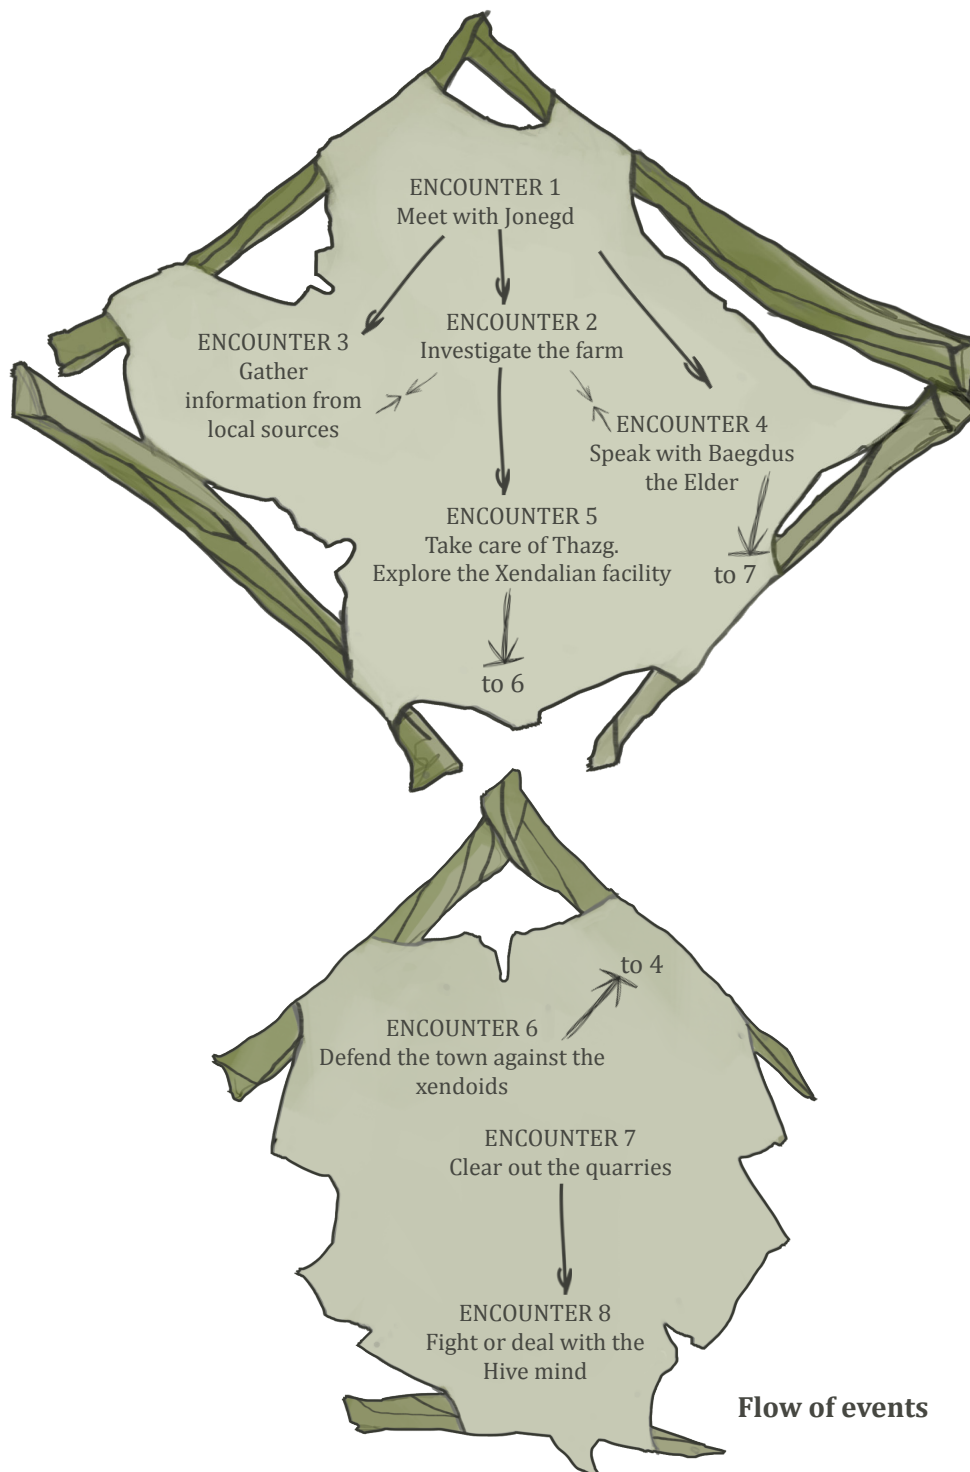 ENCOUNTER 1
Meet with Jonegd
ENCOUNTER 3
Gather
information from
local sources
ENCOUNTER 2
Investigate the farm
ENCOUNTER 4
Speak with Baegdus
the Elder
ENCOUNTER 5
Take care of Thazg.
Explore the Xendalian facility
to 7
to 6
to 4
ENCOUNTER 6
Defend the town against the
xendoids
ENCOUNTER 7
Clear out the quarries
ENCOUNTER 8
Fight or deal with the
Hive mind
Flow of events